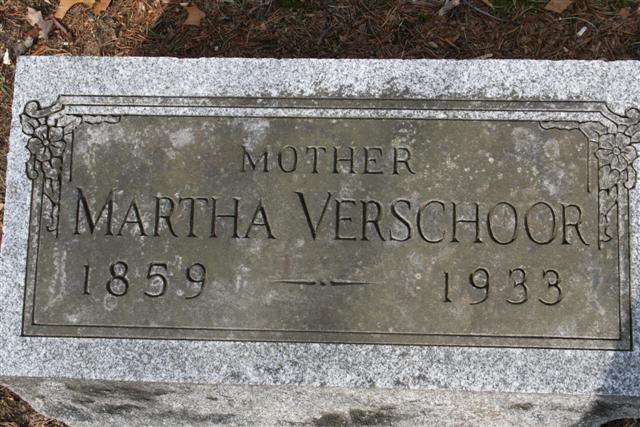 MOTHER
MARTHA VERSCHOOR
1859 — 1933